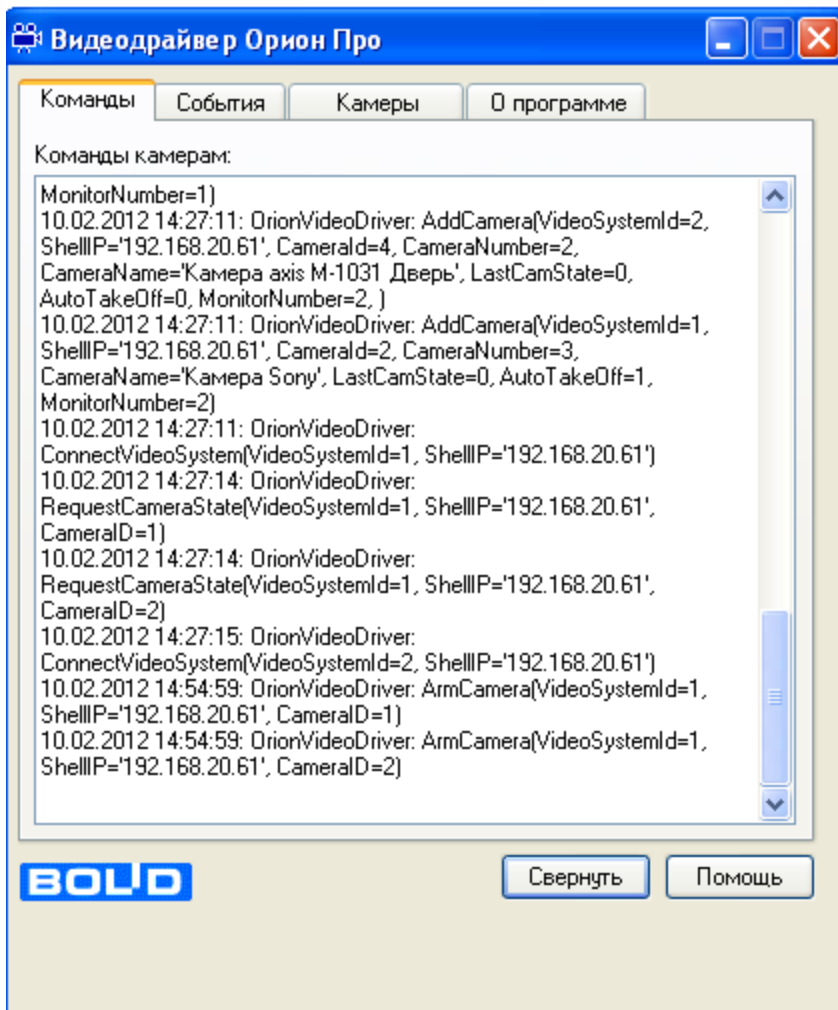 Видеодрайвер Орион Про
Команды
События
Камеры
О программе
Команды камерам:
MonitorNumber=1)
10.02.2012 14:27:11: OrionVideoDriver: AddCamera(VideoSystemId=2,
ShellIP='192.168.20.61', CameraId=4, CameraNumber=2,
CameraName='Камера axis M-1031 Дверь', LastCamState=0,
AutoTakeOff=0, MonitorNumber=2, )
10.02.2012 14:27:11: OrionVideoDriver: AddCamera(VideoSystemId=1,
ShellIP='192.168.20.61', CameraId=2, CameraNumber=3,
CameraName='Камера Sony', LastCamState=0, AutoTakeOff=1,
MonitorNumber=2)
10.02.2012 14:27:11: OrionVideoDriver:
ConnectVideoSystem(VideoSystemId=1, ShellIP='192.168.20.61')
10.02.2012 14:27:14: OrionVideoDriver:
RequestCameraState(VideoSystemId=1, ShellIP='192.168.20.61',
CameraID=1)
10.02.2012 14:27:14: OrionVideoDriver:
RequestCameraState(VideoSystemId=1, ShellIP='192.168.20.61',
CameraID=2)
10.02.2012 14:27:15: OrionVideoDriver:
ConnectVideoSystem(VideoSystemId=2, ShellIP='192.168.20.61')
10.02.2012 14:54:59: OrionVideoDriver: ArmCamera(VideoSystemId=1,
ShellIP='192.168.20.61', CameraID=1)
10.02.2012 14:54:59: OrionVideoDriver: ArmCamera(VideoSystemId=1,
ShellIP='192.168.20.61', CameraID=2)
BOLID
Свернуть
Помощь